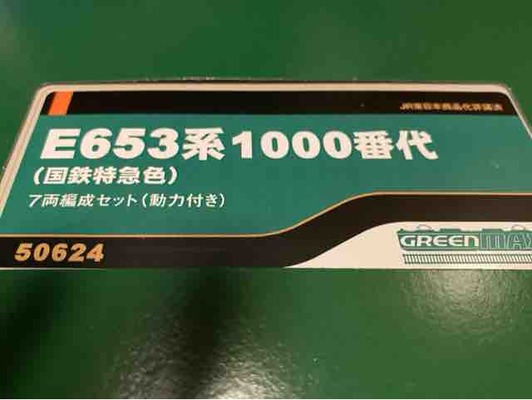 JR東日本商品化許諾済
E653系1000番代
(国鉄特急色)
7両編成セット(動力付き)
50624
GREENMAX